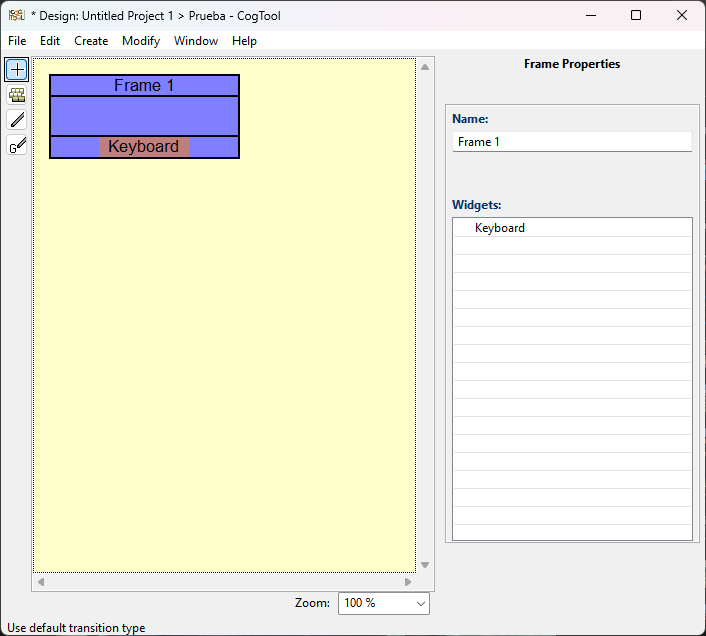 * Design: Untitled Project 1 > Prueba - CogTool
File Edit Create Modify Window Help
Frame 1
Keyboard
Frame Properties
Name:
Frame 1
Widgets:
Keyboard
G
Zoom: 100 %
Use default transition type